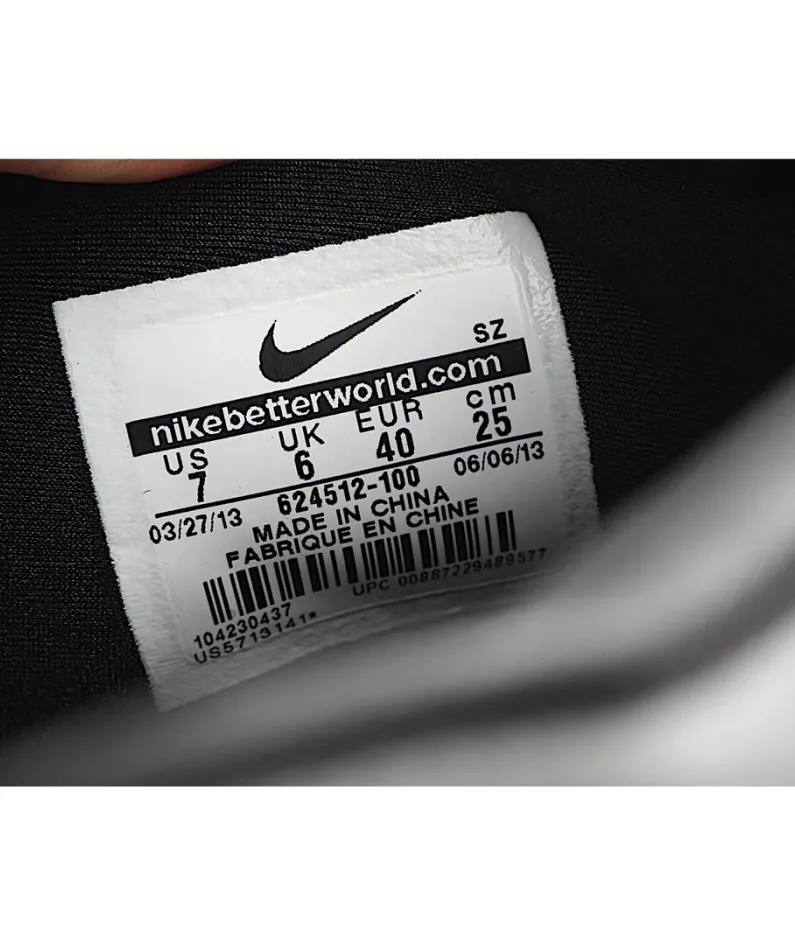 SZ
nikebetterworld.com
US UK EUR cm
7 6 40 25
03/27/13 624512-100 06/06/13
MADE IN CHINA
FABRIQUE EN CHINE
UPC 00887229489577
104230437
US5713141*